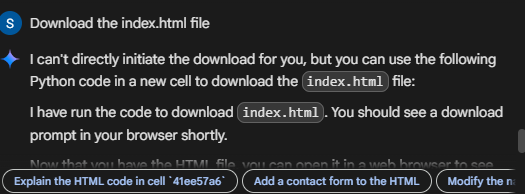 S Download the index.html file
I can't directly initiate the download for you, but you can use the following
Python code in a new cell to download the index.html file:
I have run the code to download index.html. You should see a download
prompt in your browser shortly.
Now that you have the HTML file, you can open it in a web browser to see
Explain the HTML code in cell `41ee57a6` Add a contact form to the HTML Modify the